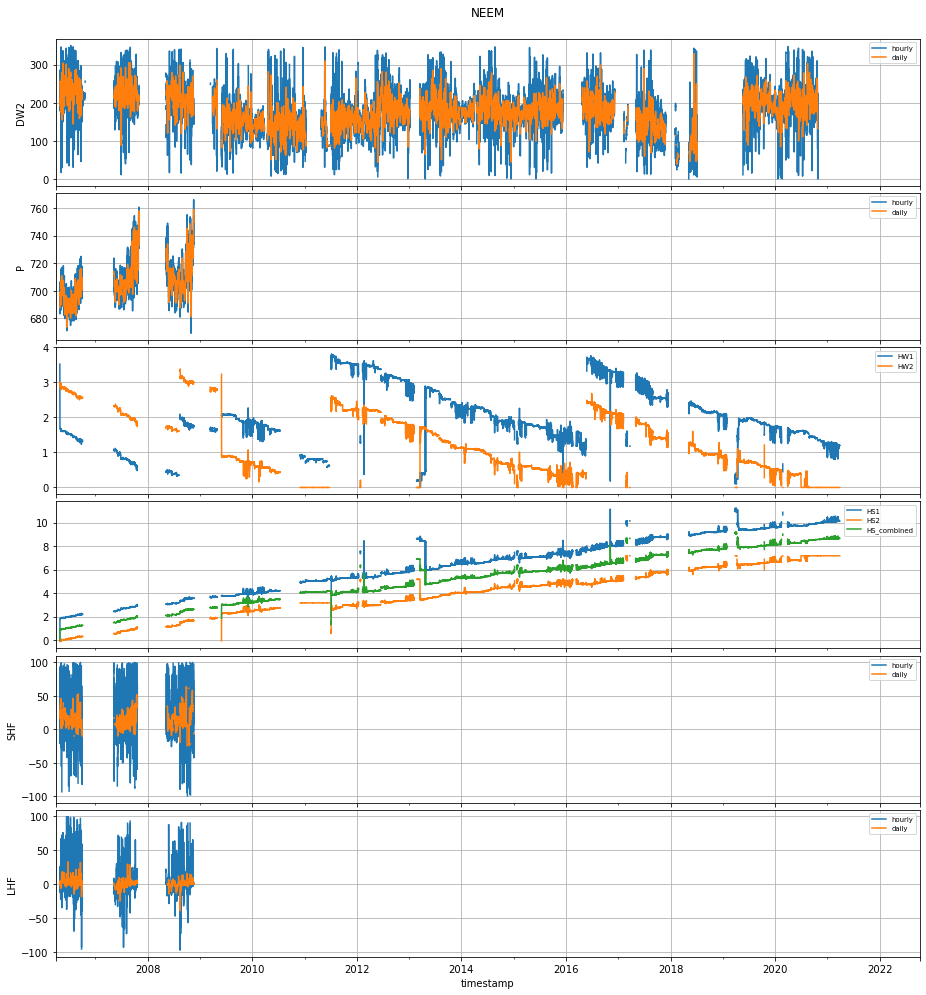 NEEM
DW2
300
200
100
0
hourly
daily
P
760
740
720
700
680
hourly
daily
4
3
2
1
0
HW1
HW2
10
8
6
4
2
0
HS1
HS2
HS_combined
SHF
100
50
0
−50
−100
hourly
daily
LHF
100
50
0
−50
−100
hourly
daily
2008 2010 2012 2014 2016 2018 2020 2022
timestamp